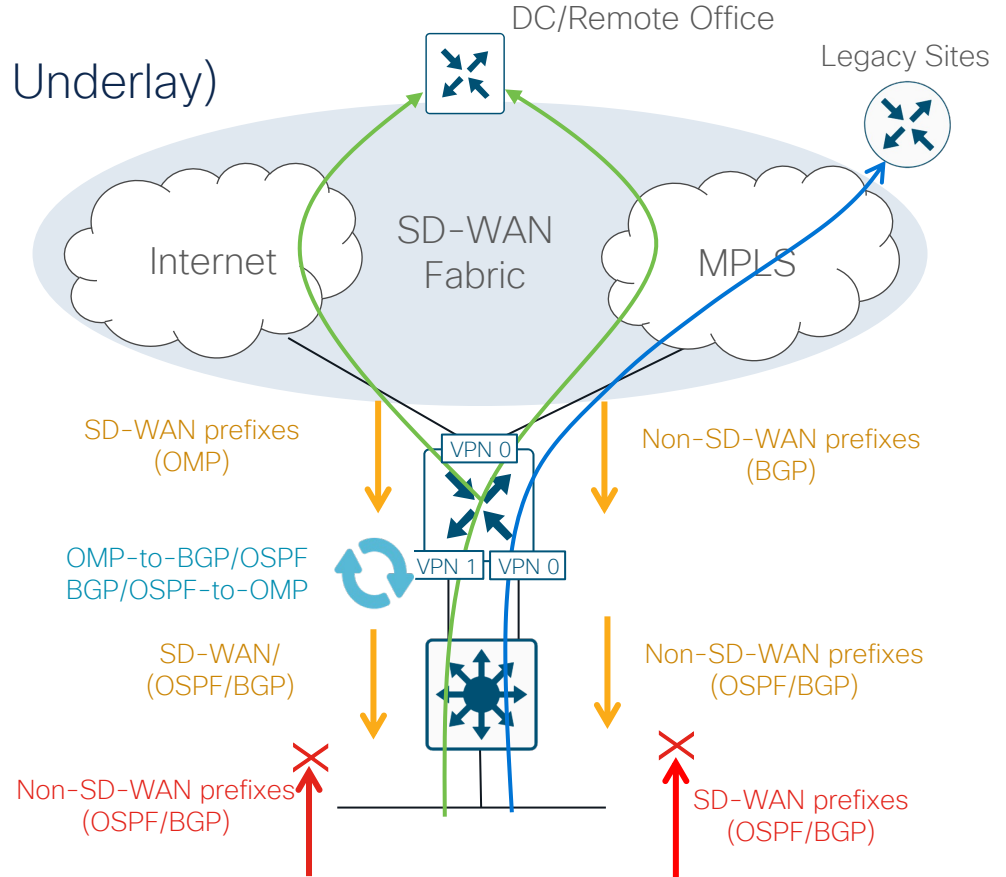 DC/Remote Office
Legacy Sites
Underlay)
Internet
SD-WAN
Fabric
MPLS
SD-WAN prefixes
(OMP)
VPN 0
Non-SD-WAN prefixes
(BGP)
OMP-to-BGP/OSPF
BGP/OSPF-to-OMP
VPN 1
VPN 0
SD-WAN/
(OSPF/BGP)
Non-SD-WAN prefixes
(OSPF/BGP)
Non-SD-WAN prefixes
(OSPF/BGP)
SD-WAN prefixes
(OSPF/BGP)